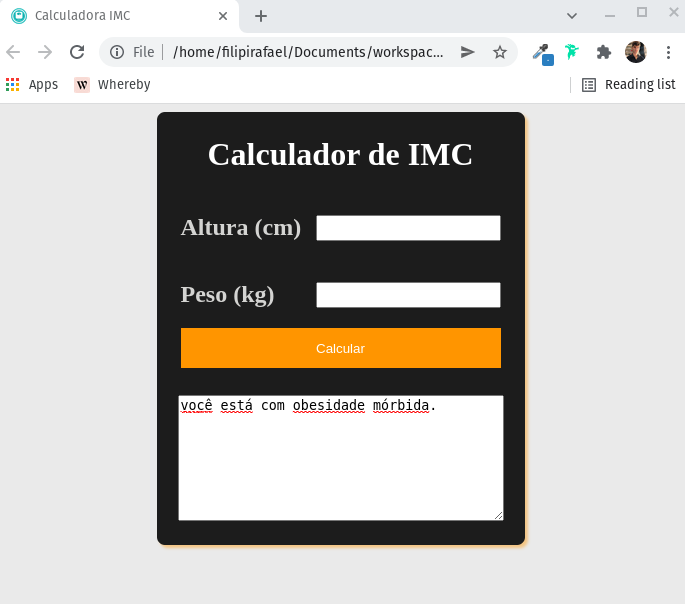 Calculadora IMC
File | /home/filipirafael/Documents/workspac...
Apps
W Whereby
Reading list
Calculador de IMC
Altura (cm)
Peso (kg)
Calcular
você está com obesidade mórbida.